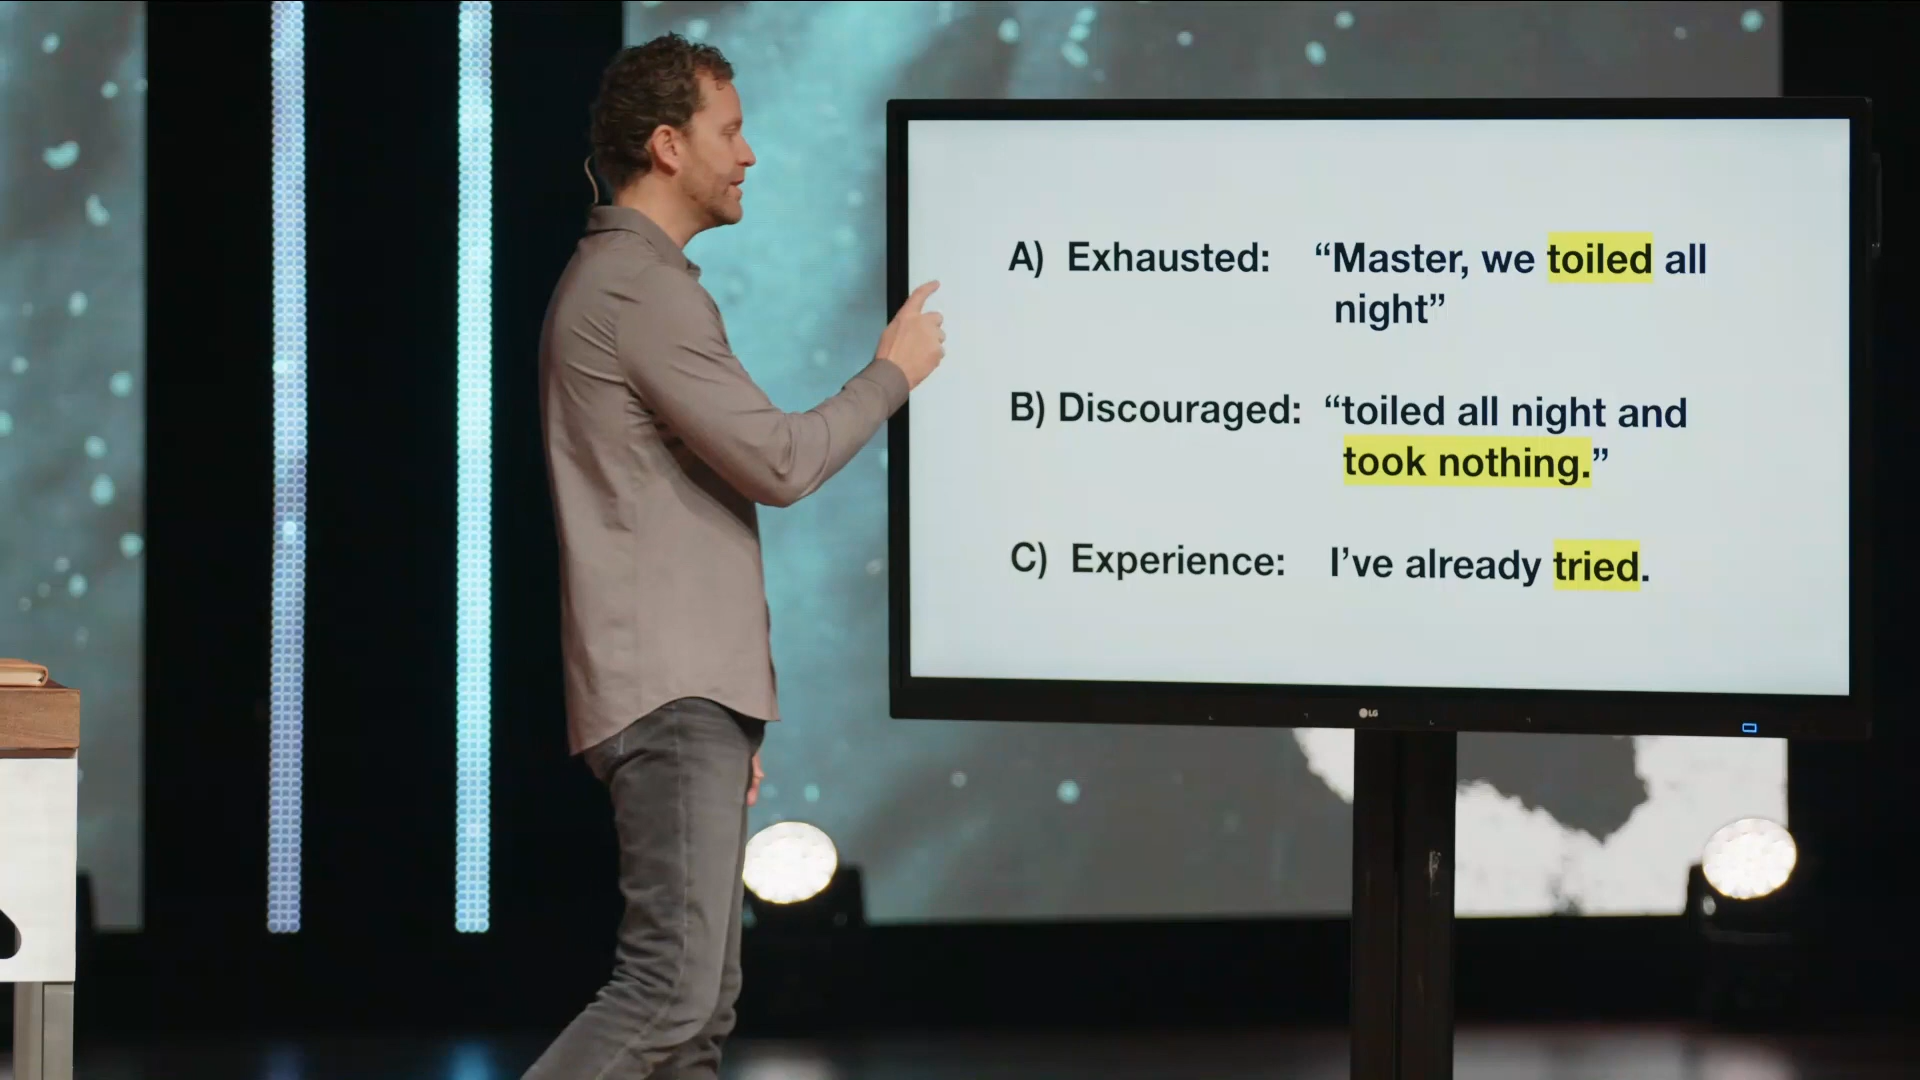 A) Exhausted: “Master, we toiled all
night”
B) Discouraged: “toiled all night and
took nothing.”
C) Experience: I’ve already tried.
LG